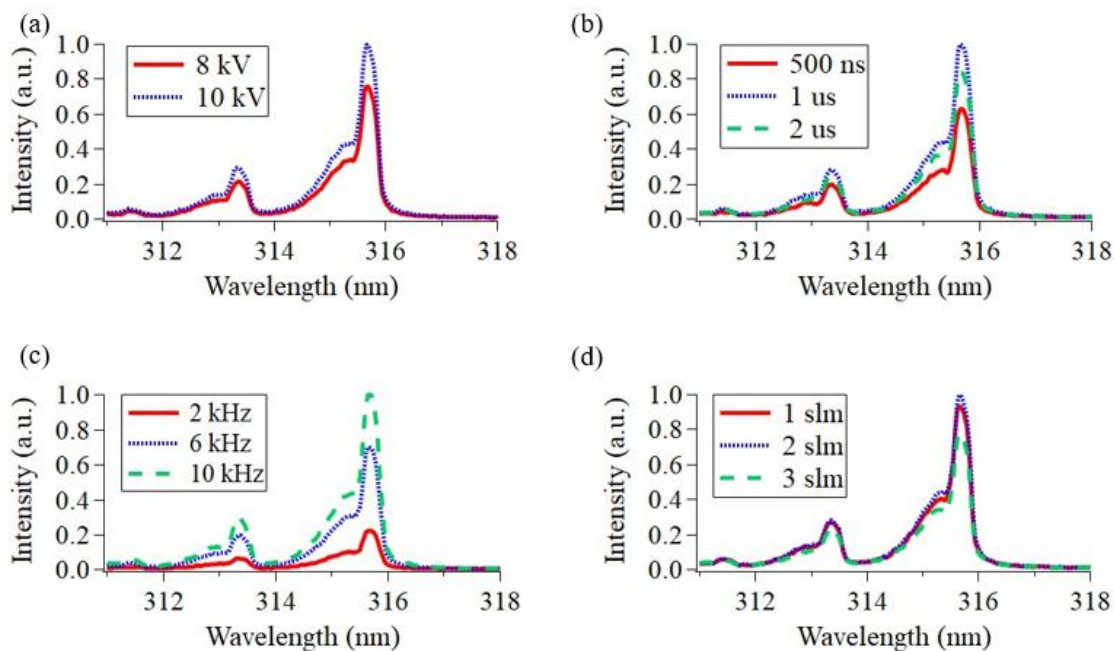 (a)
Intensity (a.u.)
1.0
0.8
0.6
0.4
0.2
0.0
8 kV
10 kV
312
314
316
318
Wavelength (nm)
(b)
Intensity (a.u.)
1.0
0.8
0.6
0.4
0.2
0.0
500 ns
1 us
2 us
312
314
316
318
Wavelength (nm)
(c)
Intensity (a.u.)
1.0
0.8
0.6
0.4
0.2
0.0
2 kHz
6 kHz
10 kHz
312
314
316
318
Wavelength (nm)
(d)
Intensity (a.u.)
1.0
0.8
0.6
0.4
0.2
0.0
1 slm
2 slm
3 slm
312
314
316
318
Wavelength (nm)